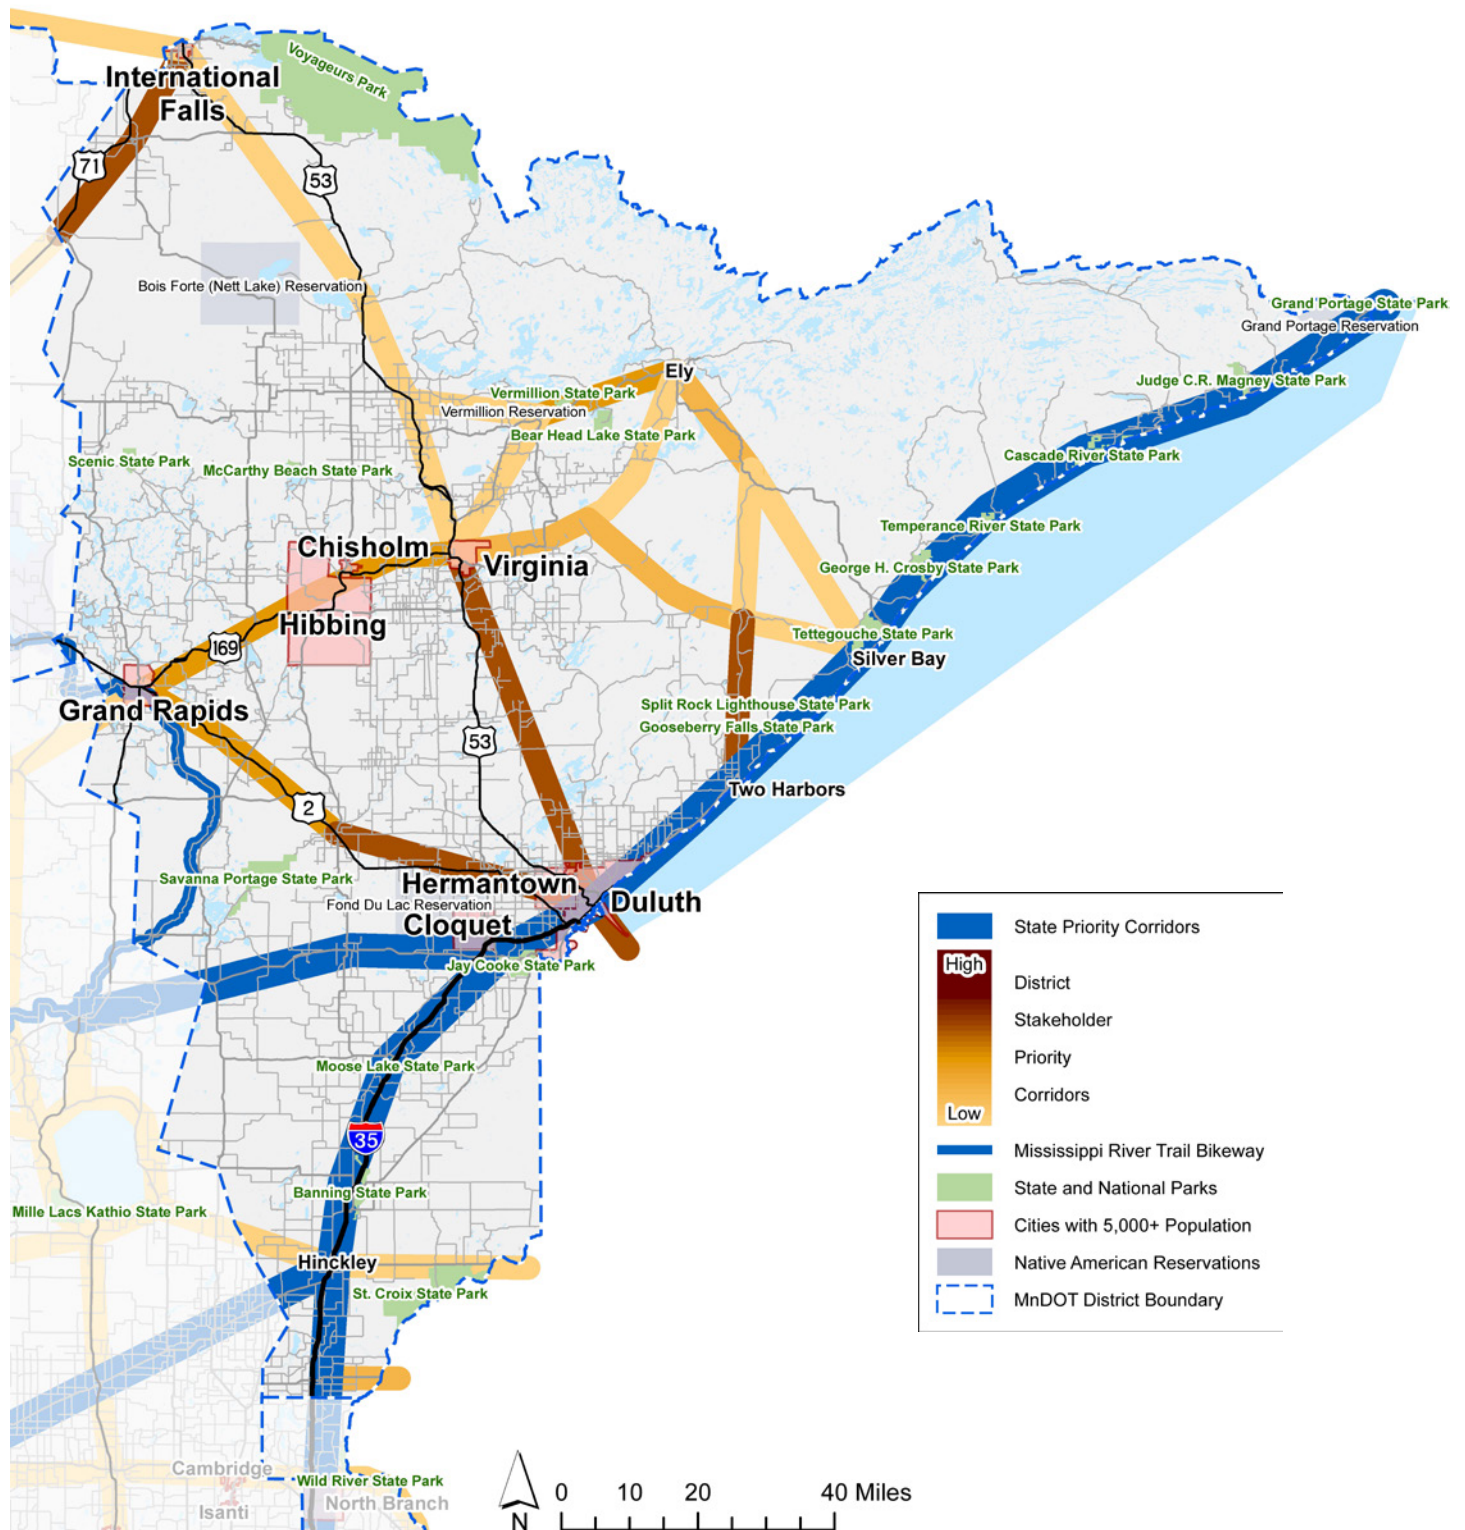 Voyageurs Park
International
Falls
71
53
Bois Forte (Nett Lake) Reservation
Grand Portage State Park
Grand Portage Reservation
Ely
Judge C.R. Magney State Park
Vermillion State Park
Vermillion Reservation
Bear Head Lake State Park
Cascade River State Park
Scenic State Park
McCarthy Beach State Park
Temperance River State Park
Chisholm
Virginia
George H. Crosby State Park
Hibbing
Tettegouche State Park
169
Silver Bay
Grand Rapids
Split Rock Lighthouse State Park
Gooseberry Falls State Park
53
Two Harbors
2
Savanna Portage State Park
Hermantown
Fond Du Lac Reservation
Duluth
Cloquet
Jay Cooke State Park
Moose Lake State Park
35
Banning State Park
Mille Lacs Kathio State Park
Hinckley
St. Croix State Park
Cambridge
Wild River State Park
Isanti
North Branch
State Priority Corridors
High
District
Stakeholder
Priority
Corridors
Low
Mississippi River Trail Bikeway
State and National Parks
Cities with 5,000+ Population
Native American Reservations
MnDOT District Boundary
N
0 10 20 40 Miles